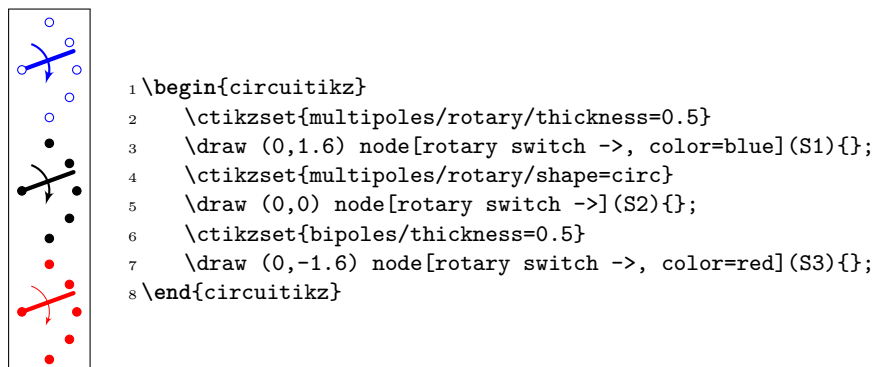 1 \begin{circuitikz}
2     \ctikzset{multipoles/rotary/thickness=0.5}
3     \draw (0,1.6) node[rotary switch ->, color=blue](S1){};
4     \ctikzset{multipoles/rotary/shape=circ}
5     \draw (0,0) node[rotary switch ->](S2){};
6     \ctikzset{bipoles/thickness=0.5}
7     \draw (0,-1.6) node[rotary switch ->, color=red](S3){};
8 \end{circuitikz}